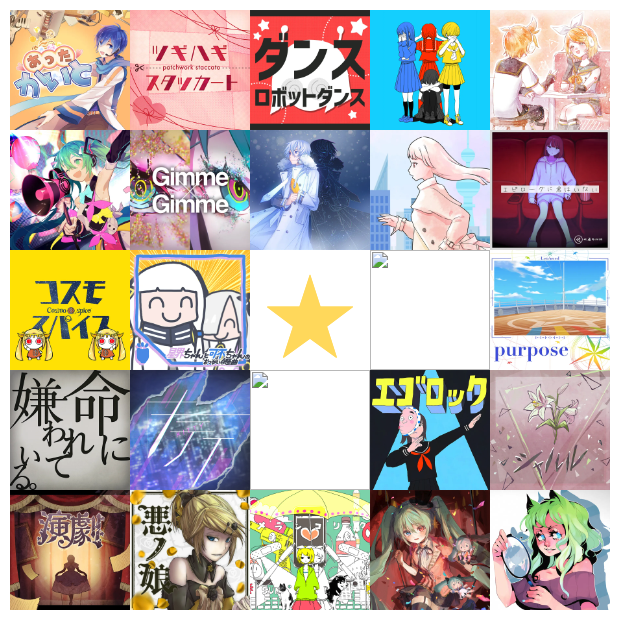 あったかいと
ツギハギ
patchwork staccato
スタッカート
ダンス
ロボットダンス
Gimme
Gimme
エピローグに君はいない
コスモ
Cosmo spice
スパイス
purpose
命に
嫌われて
いる。
エゴロック
シャルル
演劇
悪ノ娘